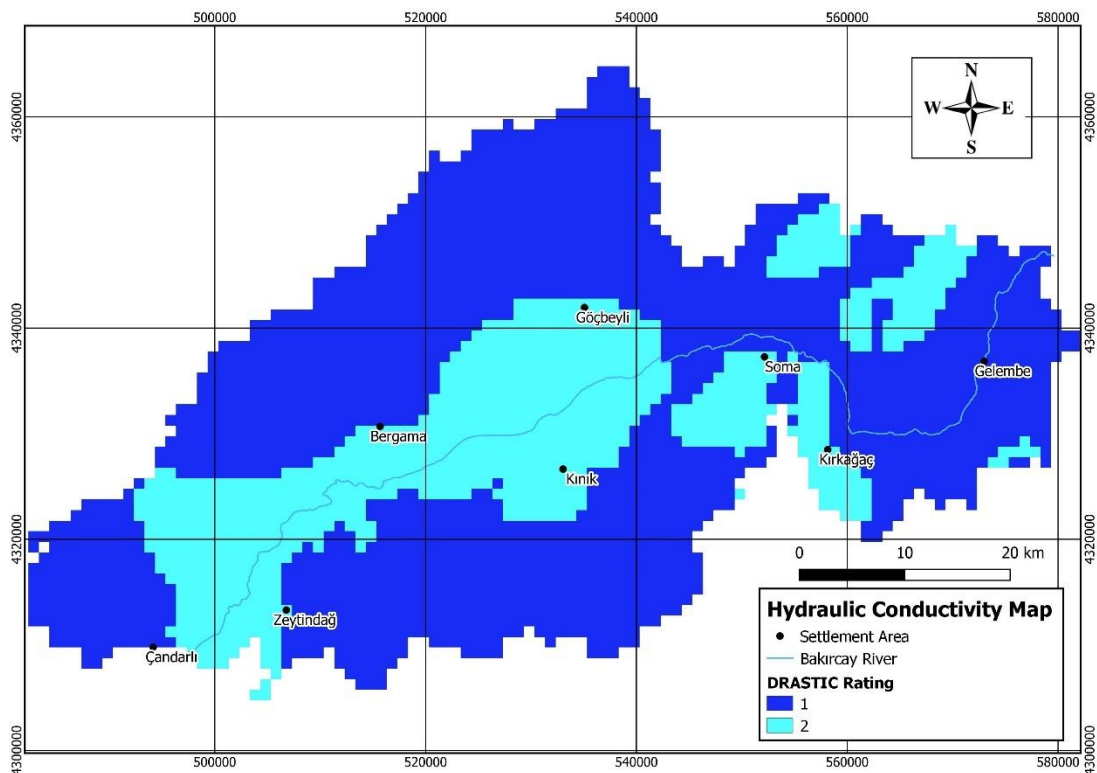 500000 520000 540000 560000 580000
4360000 4360000
N
W E
S
4340000 4340000
Göçbeyli
Soma
Gelembe
Bergama
Kırkağaç
Kınık
4320000 4320000
0 10 20 km
Zeytindağ
Çandarlı
Hydraulic Conductivity Map
Settlement Area
Bakırcay River
DRASTIC Rating
1
2
4300000 4300000
500000 520000 540000 560000 580000